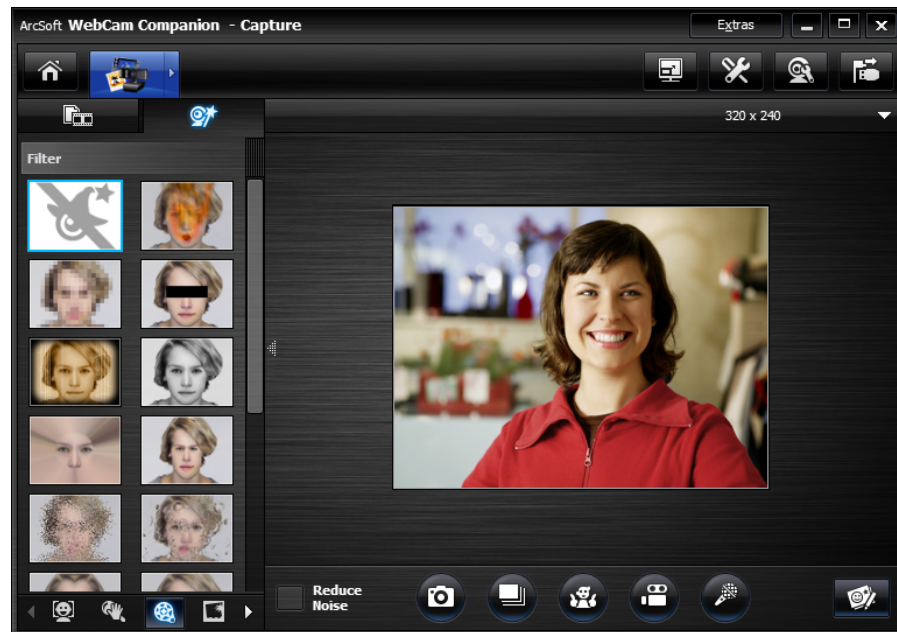 ArcSoft WebCam Companion - Capture
Extras
320 x 240
Filter
Reduce
Noise